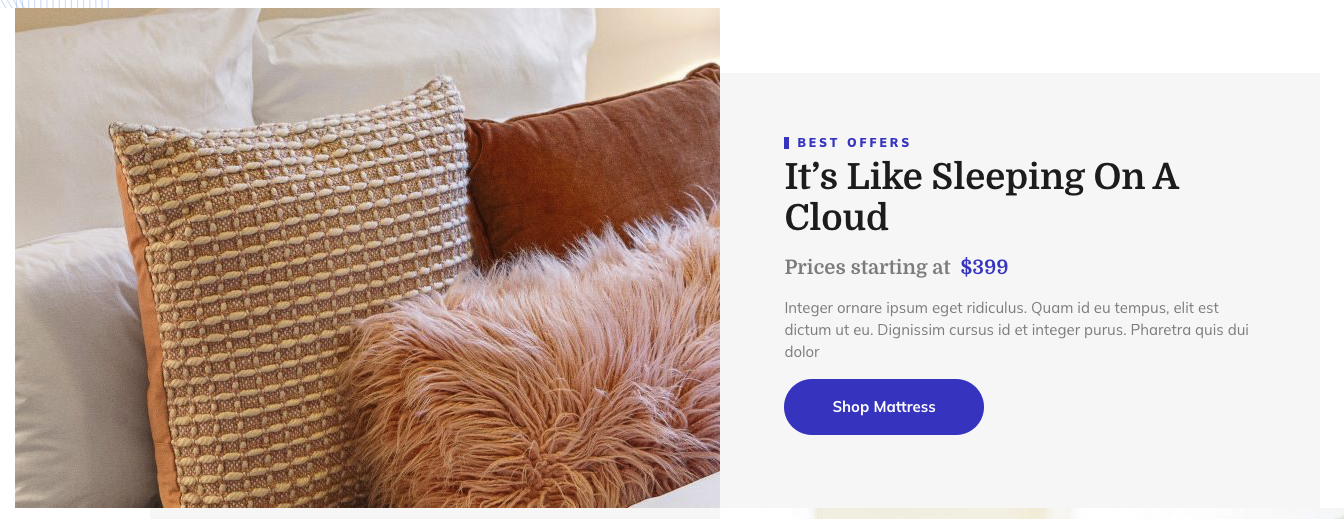 BEST OFFERS
It’s Like Sleeping On A
Cloud
Prices starting at $399
Integer ornare ipsum eget ridiculus. Quam id eu tempus, elit est
dictum ut eu. Dignissim cursus id et integer purus. Pharetra quis dui
dolor
Shop Mattress